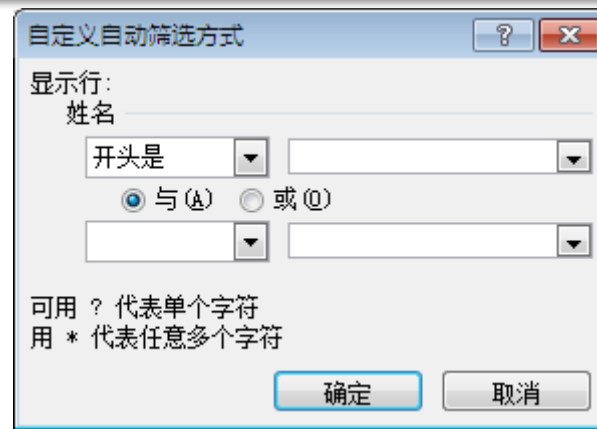 自定义自动筛选方式
显示行:
姓名
开头是
与(A) 或(O)
可用 ? 代表单个字符
用 * 代表任意多个字符
确定 取消